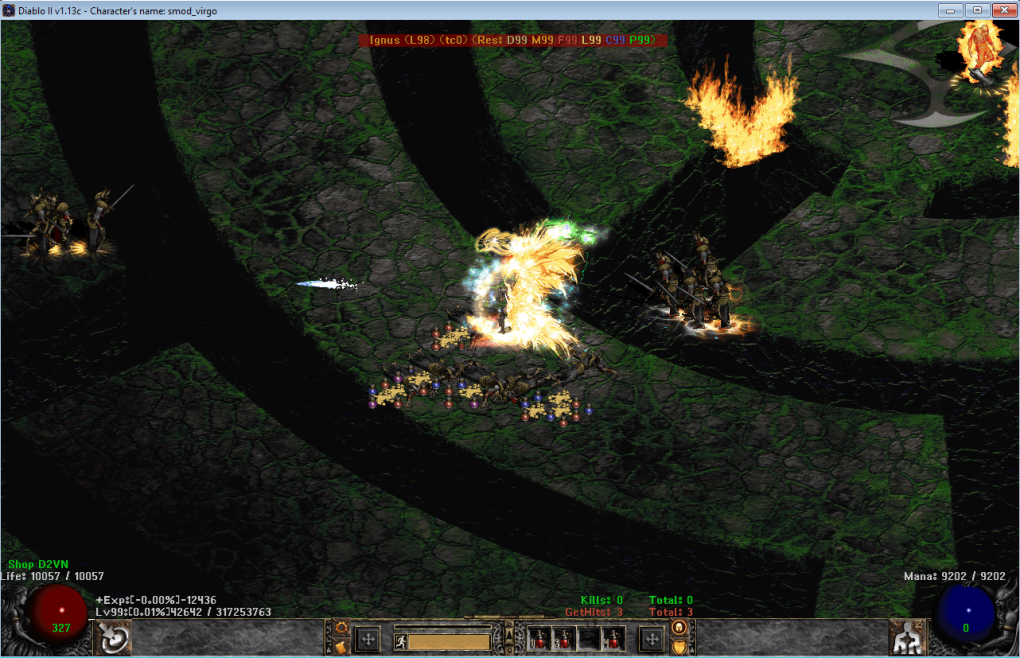 Diablo II v1.13c - Character's name: smod_virgo
Ignus (L98) (tc0) (Res: D99 M99 F99 L99 C99 P99)
Shop D2VN
Life: 10057 / 10057
Mana: 9202 / 9202
+Exp:[-0.00%]-12436
Kills: 0 Total: 0
Lv99:[0.01%]42642 / 317253763
GetHits: 3 Total: 3
327
0